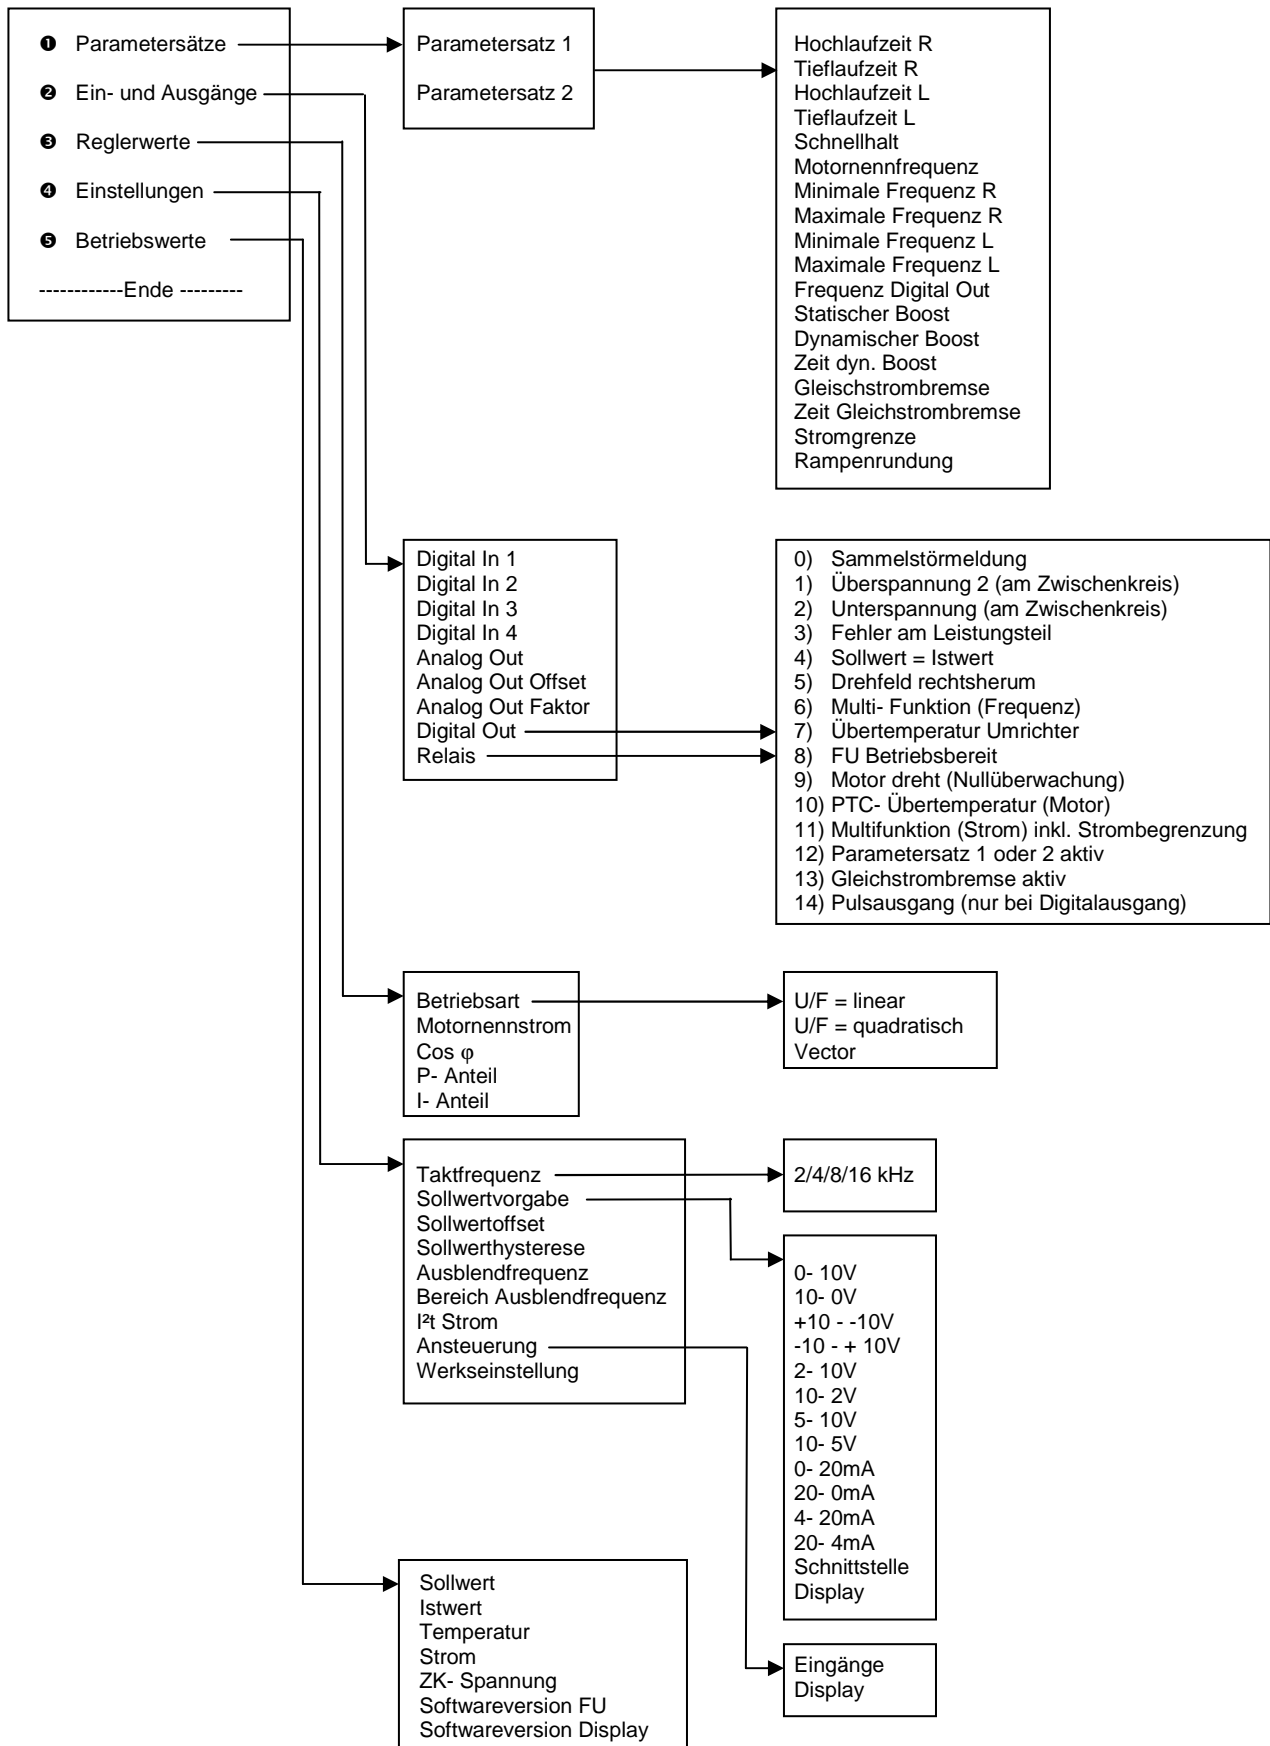 ❶ Parametersätze
❷ Ein- und Ausgänge
❸ Reglerwerte
❹ Einstellungen
❺ Betriebswerte
------------Ende ---------
Parametersatz 1
Parametersatz 2
Hochlaufzeit R
Tieflaufzeit R
Hochlaufzeit L
Tieflaufzeit L
Schnellhalt
Motornennfrequenz
Minimale Frequenz R
Maximale Frequenz R
Minimale Frequenz L
Maximale Frequenz L
Frequenz Digital Out
Statischer Boost
Dynamischer Boost
Zeit dyn. Boost
Gleischstrombremse
Zeit Gleichstrombremse
Stromgrenze
Rampenrundung
Digital In 1
Digital In 2
Digital In 3
Digital In 4
Analog Out
Analog Out Offset
Analog Out Faktor
Digital Out
Relais
0) Sammelstörmeldung
1) Überspannung 2 (am Zwischenkreis)
2) Unterspannung (am Zwischenkreis)
3) Fehler am Leistungsteil
4) Sollwert = Istwert
5) Drehfeld rechtsherum
6) Multi- Funktion (Frequenz)
7) Übertemperatur Umrichter
8) FU Betriebsbereit
9) Motor dreht (Nullüberwachung)
10) PTC- Übertemperatur (Motor)
11) Multifunktion (Strom) inkl. Strombegrenzung
12) Parametersatz 1 oder 2 aktiv
13) Gleichstrombremse aktiv
14) Pulsausgang (nur bei Digitalausgang)
Betriebsart
Motornennstrom
Cos φ
P- Anteil
I- Anteil
U/F = linear
U/F = quadratisch
Vector
Taktfrequenz
Sollwertvorgabe
Sollwertoffset
Sollwerthysterese
Ausblendfrequenz
Bereich Ausblendfrequenz
I²t Strom
Ansteuerung
Werkseinstellung
2/4/8/16 kHz
0- 10V
10- 0V
+10 - -10V
-10 - + 10V
2- 10V
10- 2V
5- 10V
10- 5V
0- 20mA
20- 0mA
4- 20mA
20- 4mA
Schnittstelle
Display
Sollwert
Istwert
Temperatur
Strom
ZK- Spannung
Softwareversion FU
Softwareversion Display
Eingänge
Display